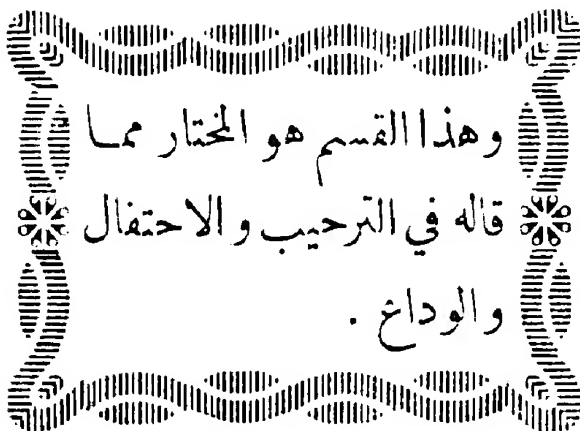 وهذا القسم هو المختار مما
قاله في الترحيب والاحتفال
والوداع .